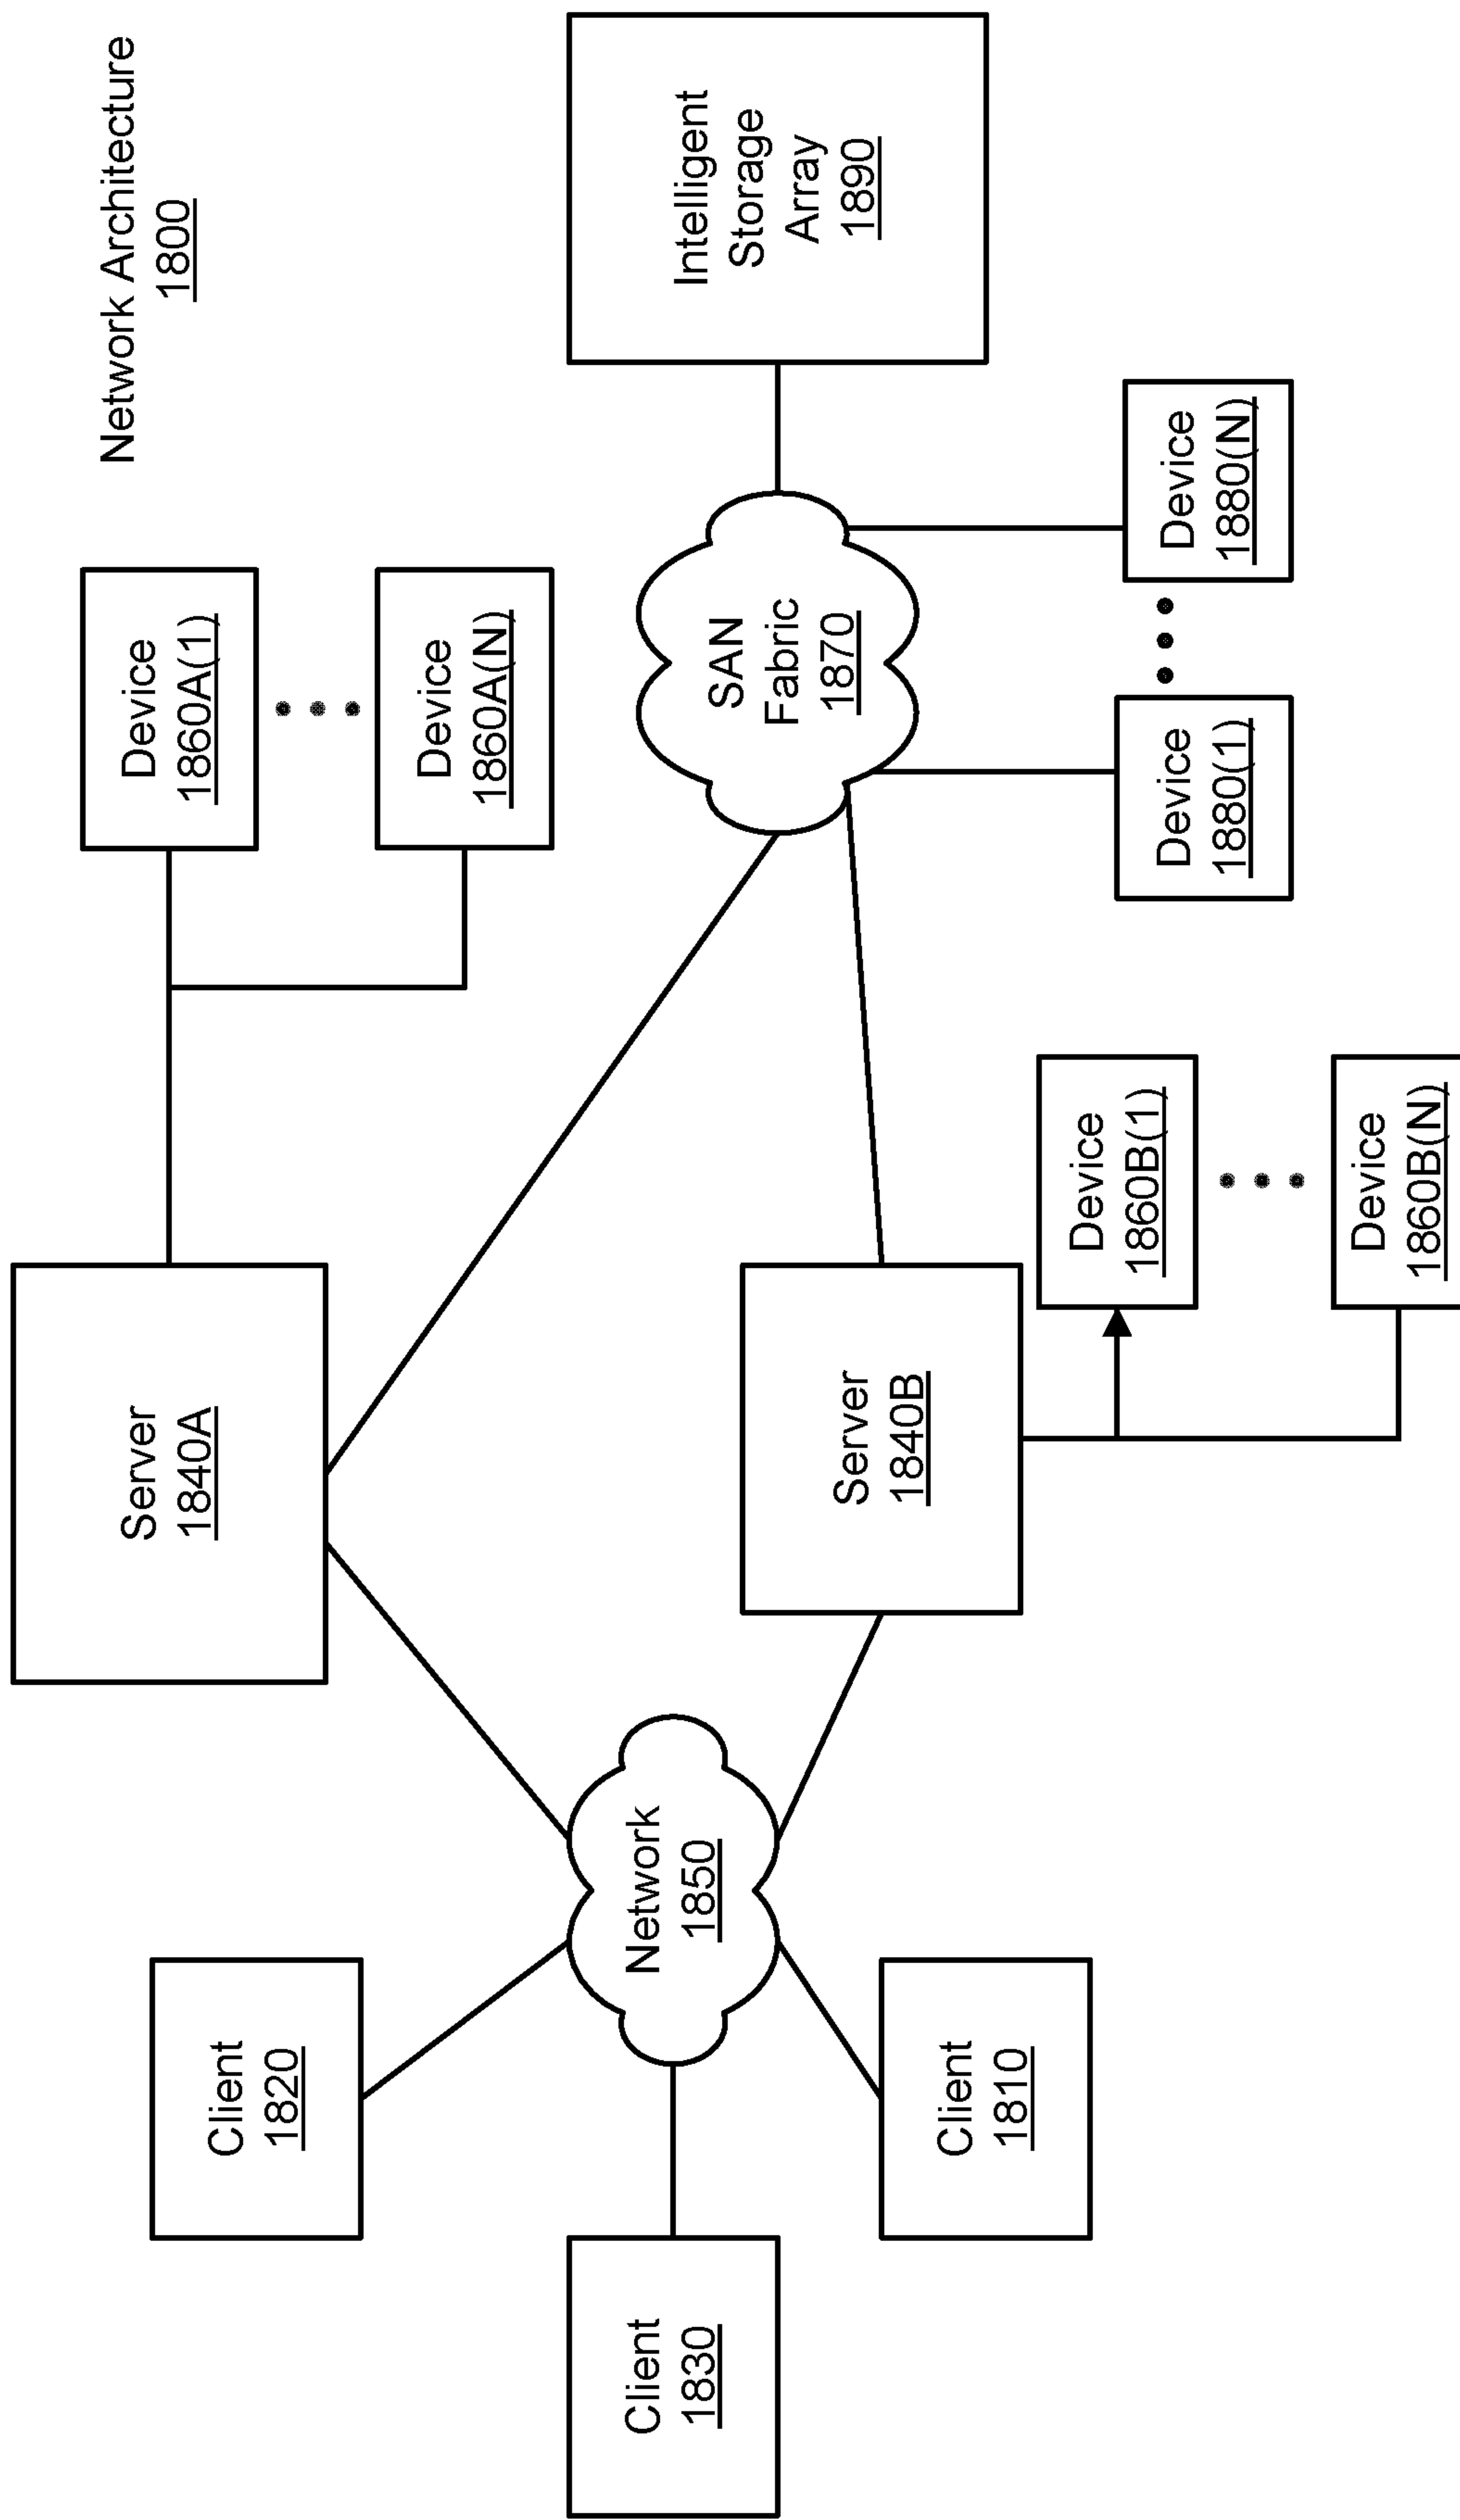 Network Architecture
1800
Device
1860A(1)
Server
1840A
Device
1860A(N)
Client
1820
Client
1830
Network
1850
SAN
Fabric
1870
Intelligent
Storage
Array
1890
Server
1840B
Client
1810
Device
1860B(1)
Device
1860B(N)
Device
1880(1)
Device
1880(N)